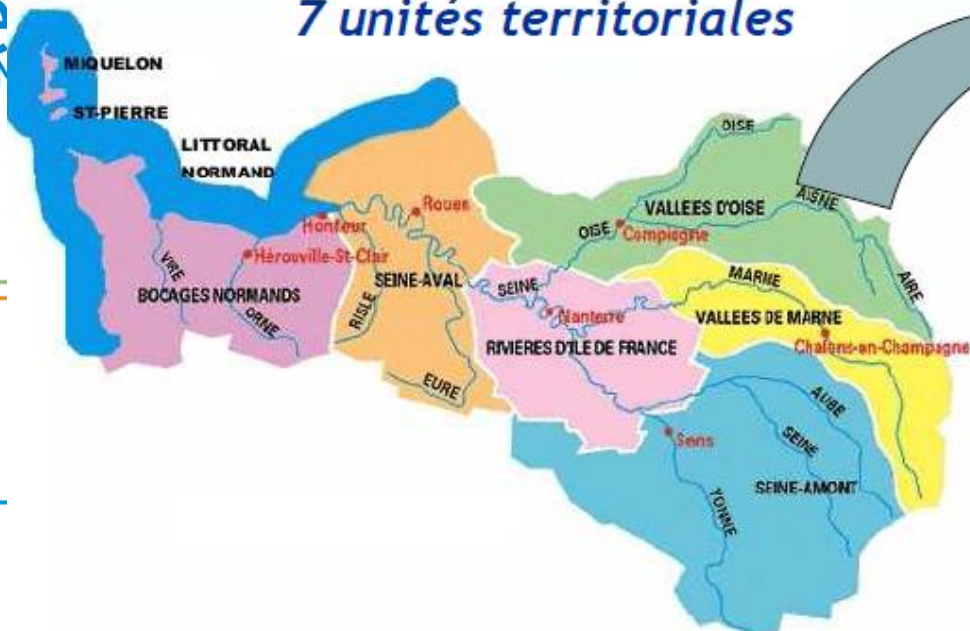 7 unités territoriales
MIQUELON
ST-PIERRE
LITTORAL
NORMAND
OISE
Rouen
VALLEES D'OISE
AISNE
Honfleur
OISE
Compiègne
Hérouville-St-Clair
VIRE
SEINE-AVAL
SEINE
MARNE
AIRE
BOCAGES NORMANDS
RISLE
Nanterre
VALLEES DE MARNE
ORNE
RIVIERES D'ILE DE FRANCE
Chalons-en-Champagne
EURE
AUBE
Sens
SEINE
SEINE-AMONT
YONNE